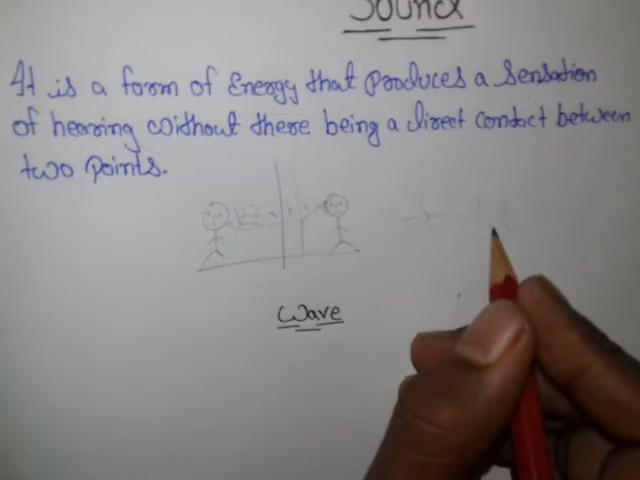 Sound
It is a form of Energy that produces a Sensation
of hearing without there being a direct contact between
two points.
Wave